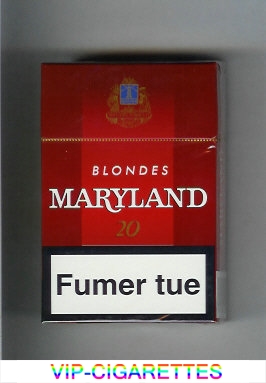 BLONDES
MARYLAND
20
Fumer tue
VIP-CIGARETTES